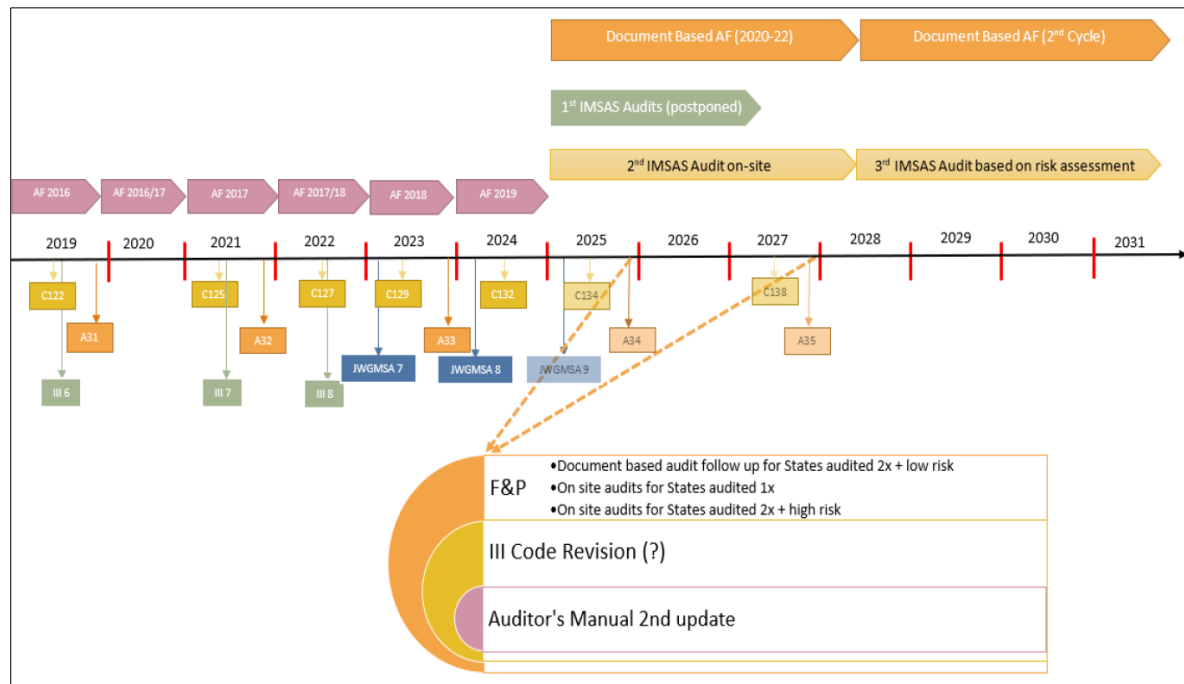 Document Based AF (2020-22)
Document Based AF (2nd Cycle)
1st IMSAS Audits (postponed)
2nd IMSAS Audit on-site
3rd IMSAS Audit based on risk assessment
AF 2016
AF 2016/17
AF 2017
AF 2017/18
AF 2018
AF 2019
2019
2020
2021
2022
2023
2024
2025
2026
2027
2028
2029
2030
2031
C122
C125
C127
C129
C132
C134
C138
A31
A32
A33
A34
A35
JWGMSA 7
JWGMSA 8
JWGMSA 9
III 6
III 7
III 8
F&P
•Document based audit follow up for States audited 2x + low risk
•On site audits for States audited 1x
•On site audits for States audited 2x + high risk
III Code Revision (?)
Auditor's Manual 2nd update